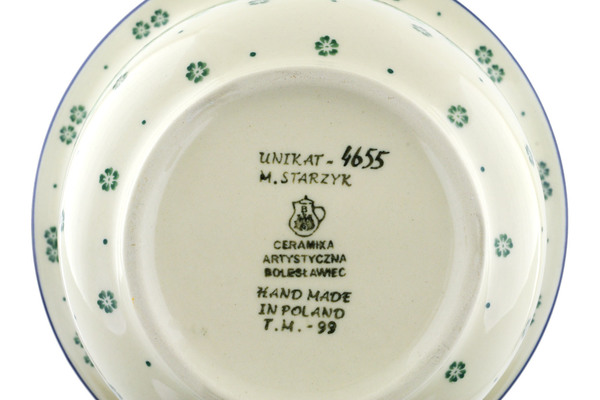 UNIKAT - 4655
M. STARZYK
B
CERAMIKA
ARTYSTYCZNA
BOLESŁAWIEC
HAND MADE
IN POLAND
T.M.-99